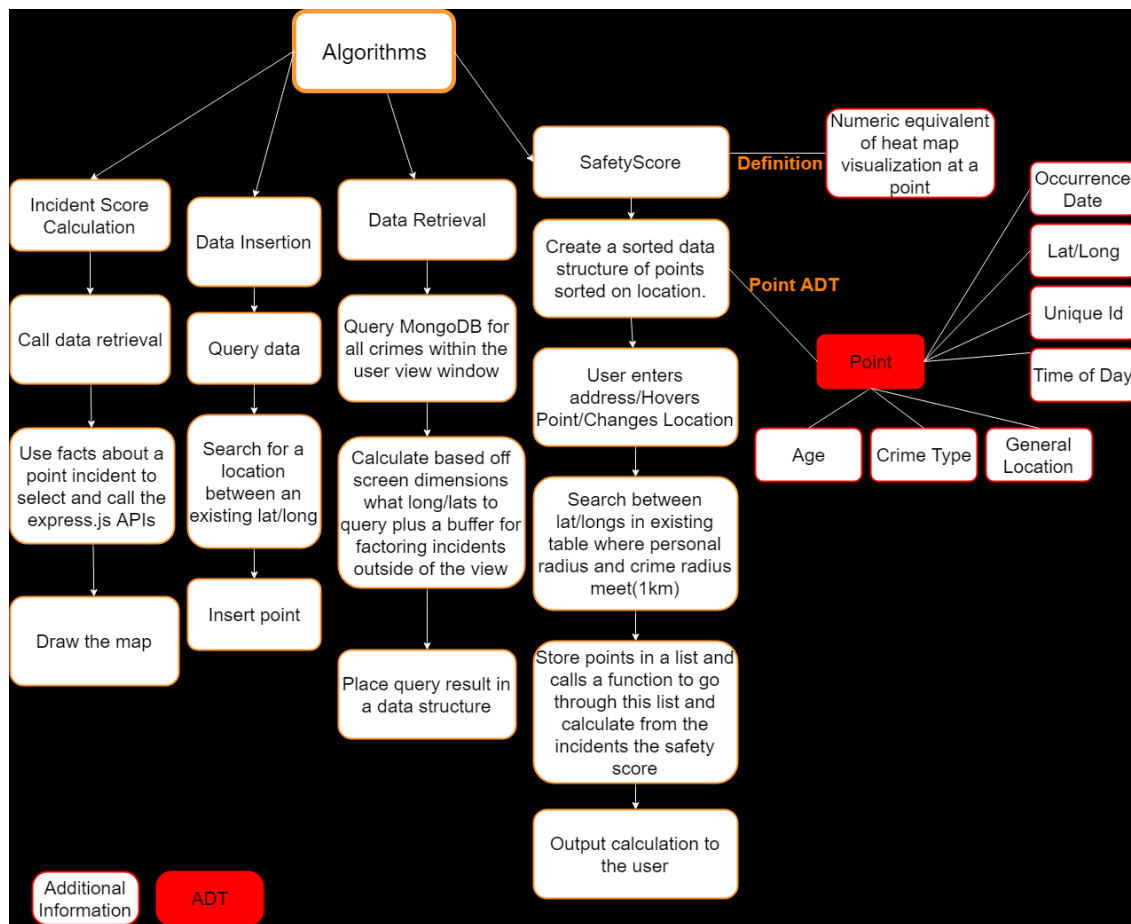 Algorithms
Incident Score
Calculation
Call data retrieval
Use facts about a
point incident to
select and call the
express.js APIs
Draw the map
Data Insertion
Query data
Search for a
location
between an
existing lat/long
Insert point
Data Retrieval
Query MongoDB for
all crimes within the
user view window
Calculate based off
screen dimensions
what long/lats to
query plus a buffer for
factoring incidents
outside of the view
Place query result in
a data structure
SafetyScore
Definition
Numeric equivalent
of heat map
visualization at a
point
Create a sorted data
structure of points
sorted on location.
Point ADT
Point
Occurrence
Date
Lat/Long
Unique Id
Time of Day
Age
Crime Type
General
Location
User enters
address/Hovers
Point/Changes Location
Search between
lat/longs in existing
table where personal
radius and crime radius
meet(1km)
Store points in a list and
calls a function to go
through this list and
calculate from the
incidents the safety
score
Output calculation to
the user
Additional
Information
ADT